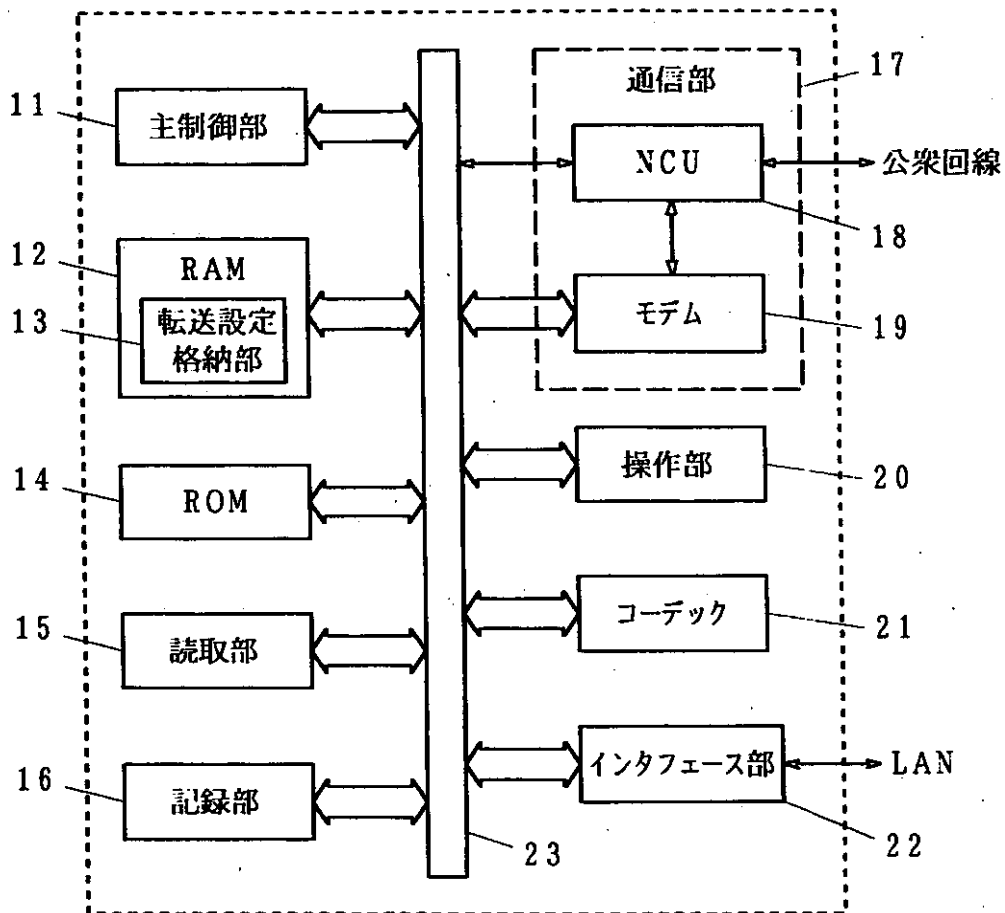 11
主制御部
12
RAM
13
転送設定
格納部
14
ROM
15
読取部
16
記録部
通信部
17
NCU
公衆回線
18
モデム
19
操作部
20
コーデック
21
インタフェース部
LAN
22
23